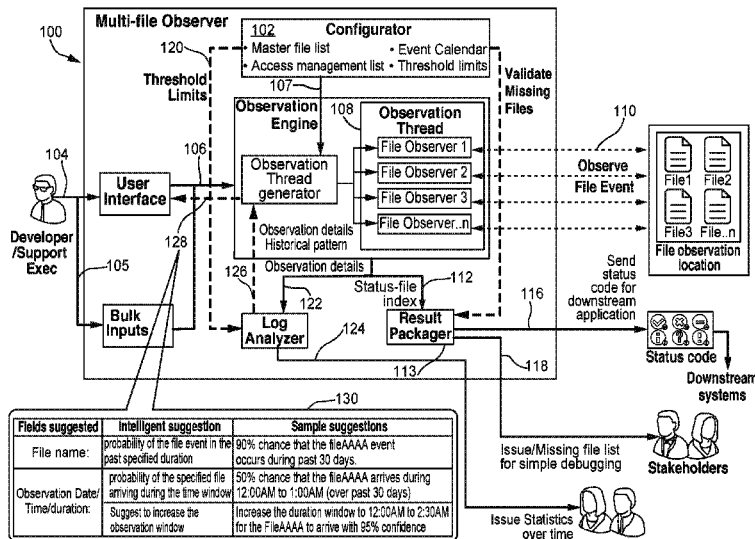 Multi-file Observer
100
Configurator
102
• Master file list
• Event Calendar
• Access management list
• Threshold limits
120
107
Threshold
Limits
Validate
Missing
Files
Observation
Engine
108
Observation
Thread
File Observer 1
File Observer 2
File Observer 3
File Observer..n
Observation
Thread
generator
110
Observe
File Event
File1
File2
File3
File..n
File observation
location
104
106
User
Interface
Developer
/Support
Exec
128
105
Bulk
Inputs
Observation details
Historical pattern
126
Observation details
122
112
Status-file
index
Log
Analyzer
124
Result
Packager
113
116
118
Send
status
code for
downstream
application
Status code
Downstream
systems
Issue/Missing file list
for simple debugging
Stakeholders
Issue Statistics
over time
130
Fields suggested
Intelligent suggestion
Sample suggestions
File name:
probability of the file event in the
past specified duration
90% chance that the fileAAAA event
occurs during past 30 days.
Observation Date/
Time/duration:
probability of the specified file
arriving during the time window
50% chance that the fileAAAA arrives during
12:00AM to 1:00AM (over past 30 days)
Suggest to increase the
observation window
Increase the duration window to 12:00AM to 2:30AM
for the FileAAAA to arrive with 95% confidence